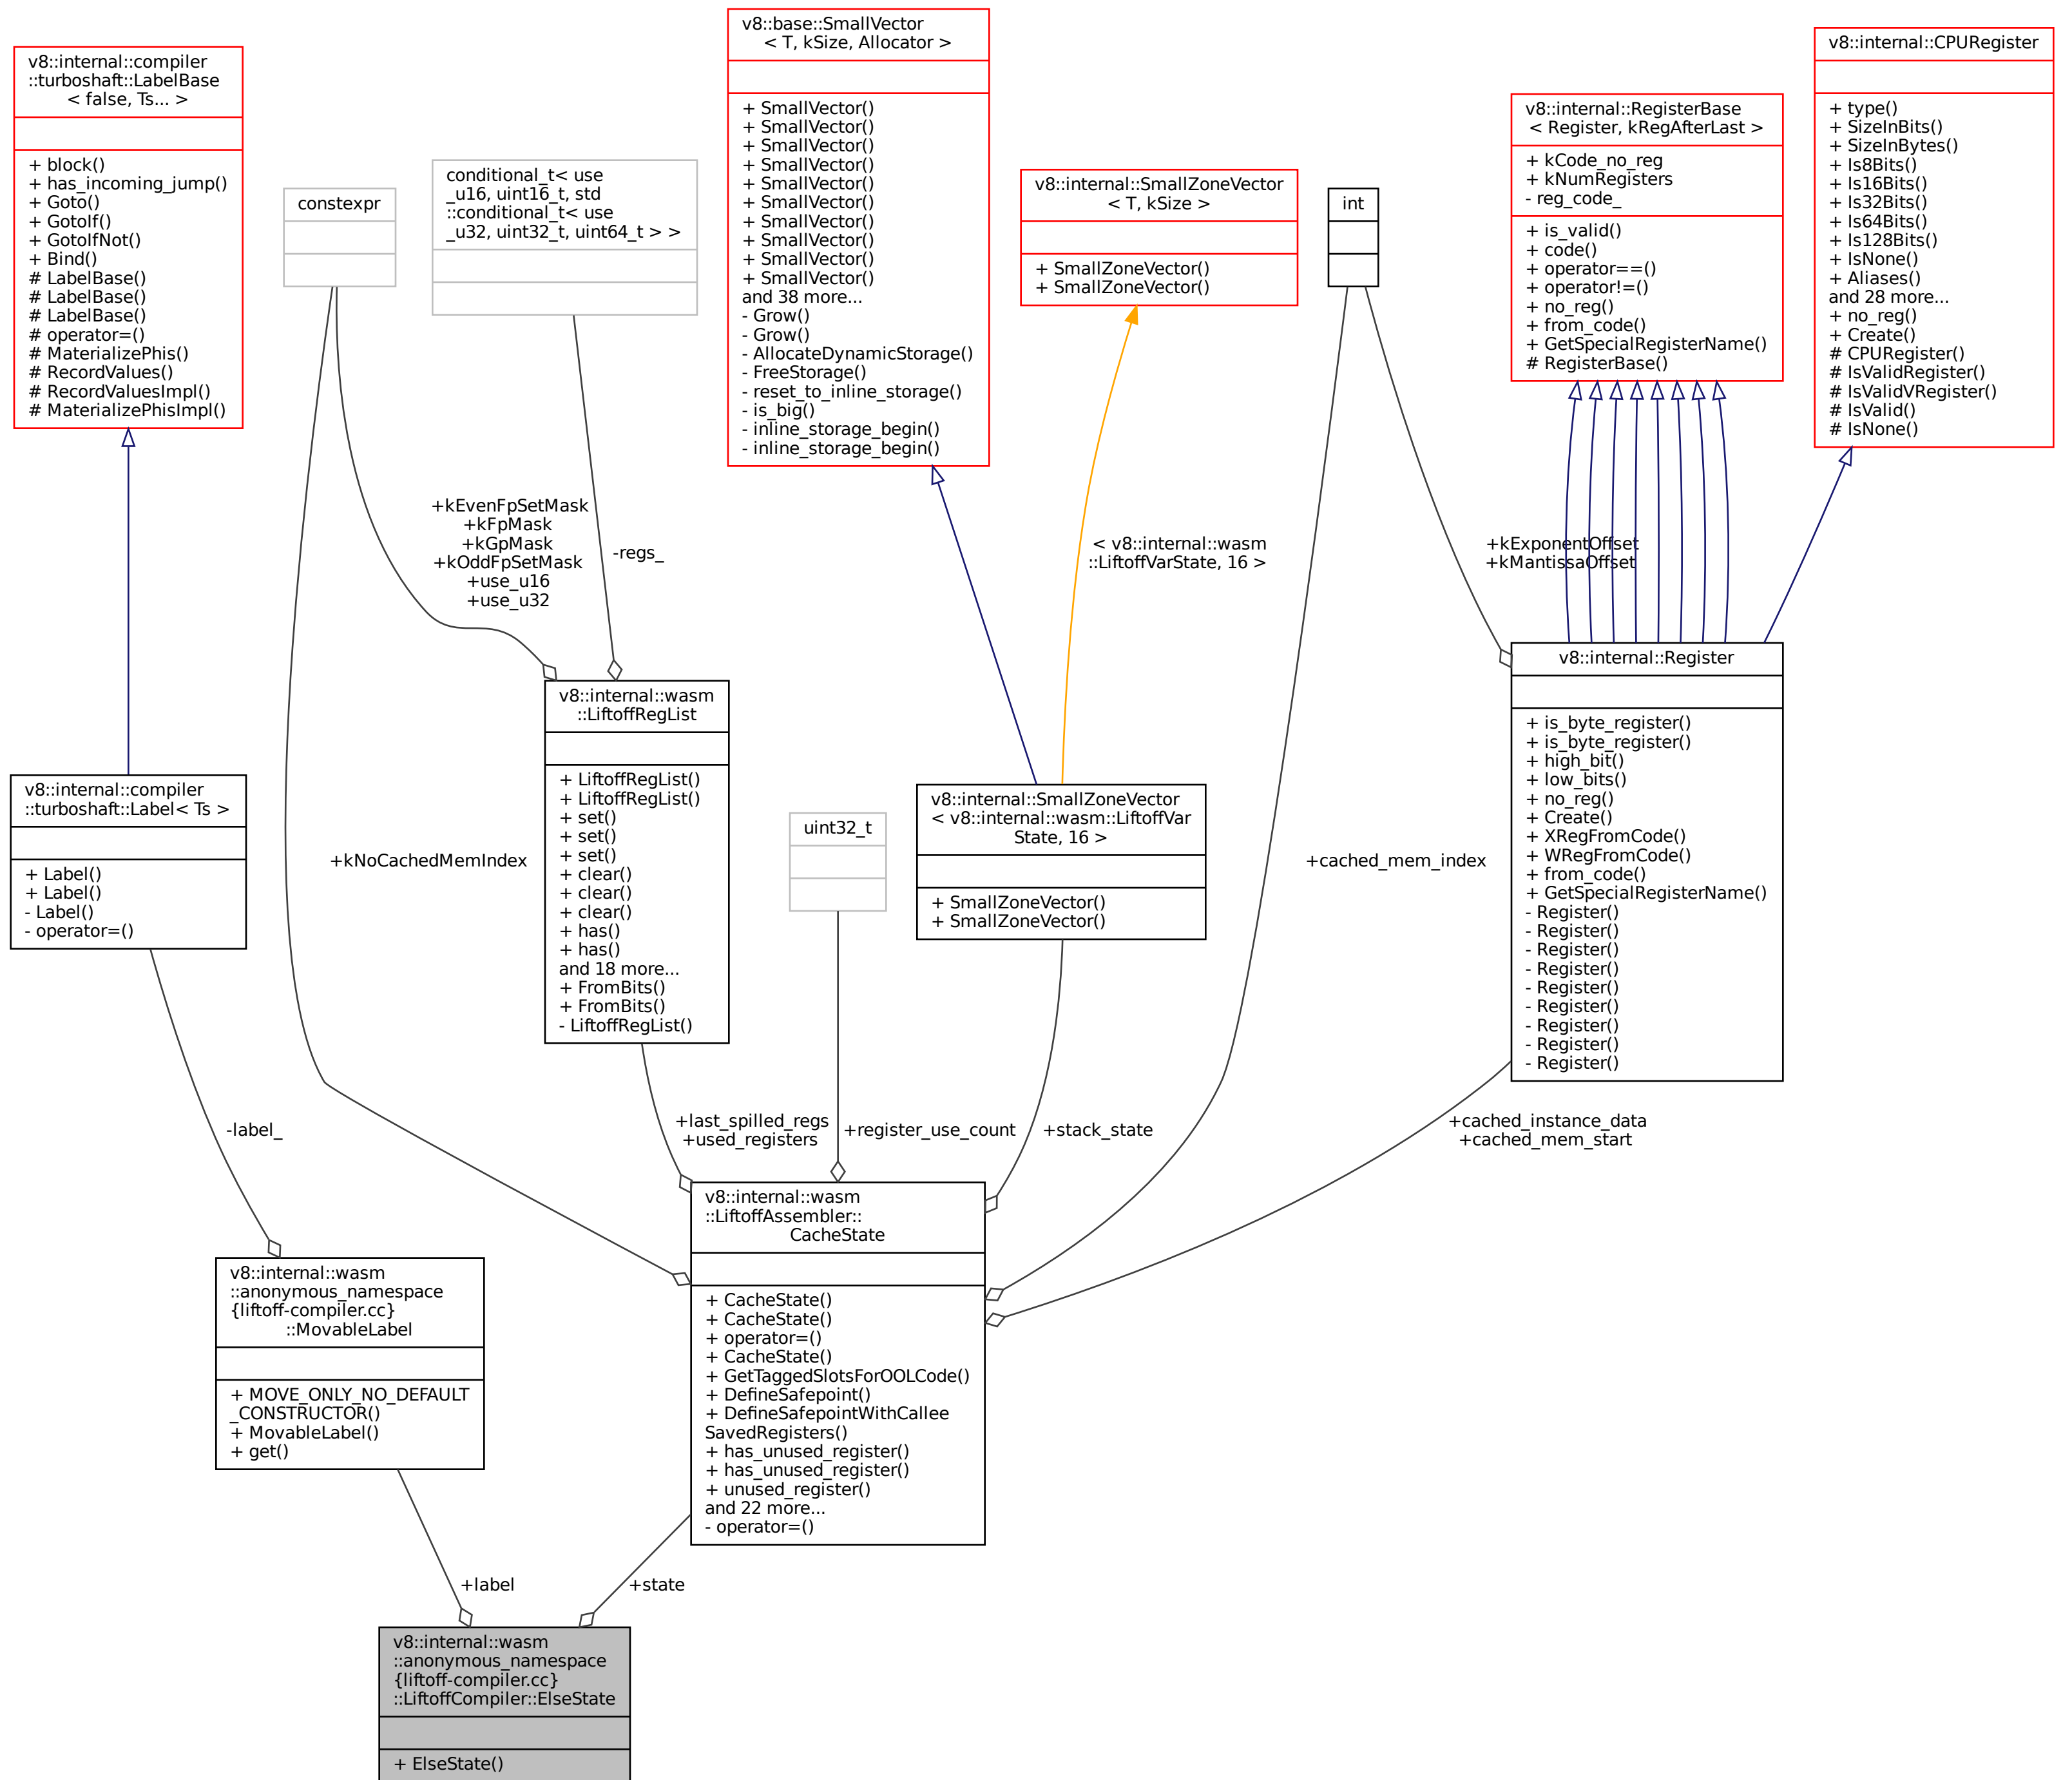 v8::internal::compiler
::turboshaft::LabelBase
< false, Ts... >
+ block()
+ has_incoming_jump()
+ Goto()
+ GotoIf()
+ GotoIfNot()
+ Bind()
# LabelBase()
# LabelBase()
# LabelBase()
# operator=()
# MaterializePhis()
# RecordValues()
# RecordValuesImpl()
# MaterializePhisImpl()
constexpr
conditional_t< use
_u16, uint16_t, std
::conditional_t< use
_u32, uint32_t, uint64_t > >
v8::base::SmallVector
< T, kSize, Allocator >
+ SmallVector()
+ SmallVector()
+ SmallVector()
+ SmallVector()
+ SmallVector()
+ SmallVector()
+ SmallVector()
+ SmallVector()
+ SmallVector()
+ SmallVector()
and 38 more...
- Grow()
- Grow()
- AllocateDynamicStorage()
- FreeStorage()
- reset_to_inline_storage()
- is_big()
- inline_storage_begin()
- inline_storage_begin()
v8::internal::SmallZoneVector
< T, kSize >
+ SmallZoneVector()
+ SmallZoneVector()
int
v8::internal::RegisterBase
< Register, kRegAfterLast >
+ kCode_no_reg
+ kNumRegisters
- reg_code_
+ is_valid()
+ code()
+ operator==()
+ operator!=()
+ no_reg()
+ from_code()
+ GetSpecialRegisterName()
# RegisterBase()
v8::internal::CPURegister
+ type()
+ SizeInBits()
+ SizeInBytes()
+ Is8Bits()
+ Is16Bits()
+ Is32Bits()
+ Is64Bits()
+ Is128Bits()
+ IsNone()
+ Aliases()
and 28 more...
+ no_reg()
+ Create()
# CPURegister()
# IsValidRegister()
# IsValidVRegister()
# IsValid()
# IsNone()
+kEvenFpSetMask
+kFpMask
+kGpMask
+kOddFpSetMask
+use_u16
+use_u32
-regs_
< v8::internal::wasm
::LiftoffVarState, 16 >
+kExponentOffset
+kMantissaOffset
v8::internal::compiler
::turboshaft::Label< Ts >
+ Label()
+ Label()
- Label()
- operator=()
+kNoCachedMemIndex
v8::internal::wasm
::LiftoffRegList
+ LiftoffRegList()
+ LiftoffRegList()
+ set()
+ set()
+ set()
+ clear()
+ clear()
+ clear()
+ has()
+ has()
and 18 more...
+ FromBits()
+ FromBits()
- LiftoffRegList()
uint32_t
v8::internal::SmallZoneVector
< v8::internal::wasm::LiftoffVar
State, 16 >
+ SmallZoneVector()
+ SmallZoneVector()
+cached_mem_index
v8::internal::Register
+ is_byte_register()
+ is_byte_register()
+ high_bit()
+ low_bits()
+ no_reg()
+ Create()
+ XRegFromCode()
+ WRegFromCode()
+ from_code()
+ GetSpecialRegisterName()
- Register()
- Register()
- Register()
- Register()
- Register()
- Register()
- Register()
- Register()
- Register()
-label_
+last_spilled_regs
+used_registers
+register_use_count
+stack_state
+cached_instance_data
+cached_mem_start
v8::internal::wasm
::anonymous_namespace
{liftoff-compiler.cc}
::MovableLabel
+ MOVE_ONLY_NO_DEFAULT
_CONSTRUCTOR()
+ MovableLabel()
+ get()
v8::internal::wasm
::LiftoffAssembler::
CacheState
+ CacheState()
+ CacheState()
+ operator=()
+ CacheState()
+ GetTaggedSlotsForOOLCode()
+ DefineSafepoint()
+ DefineSafepointWithCallee
SavedRegisters()
+ has_unused_register()
+ has_unused_register()
+ unused_register()
and 22 more...
- operator=()
+label
+state
v8::internal::wasm
::anonymous_namespace
{liftoff-compiler.cc}
::LiftoffCompiler::ElseState
+ ElseState()